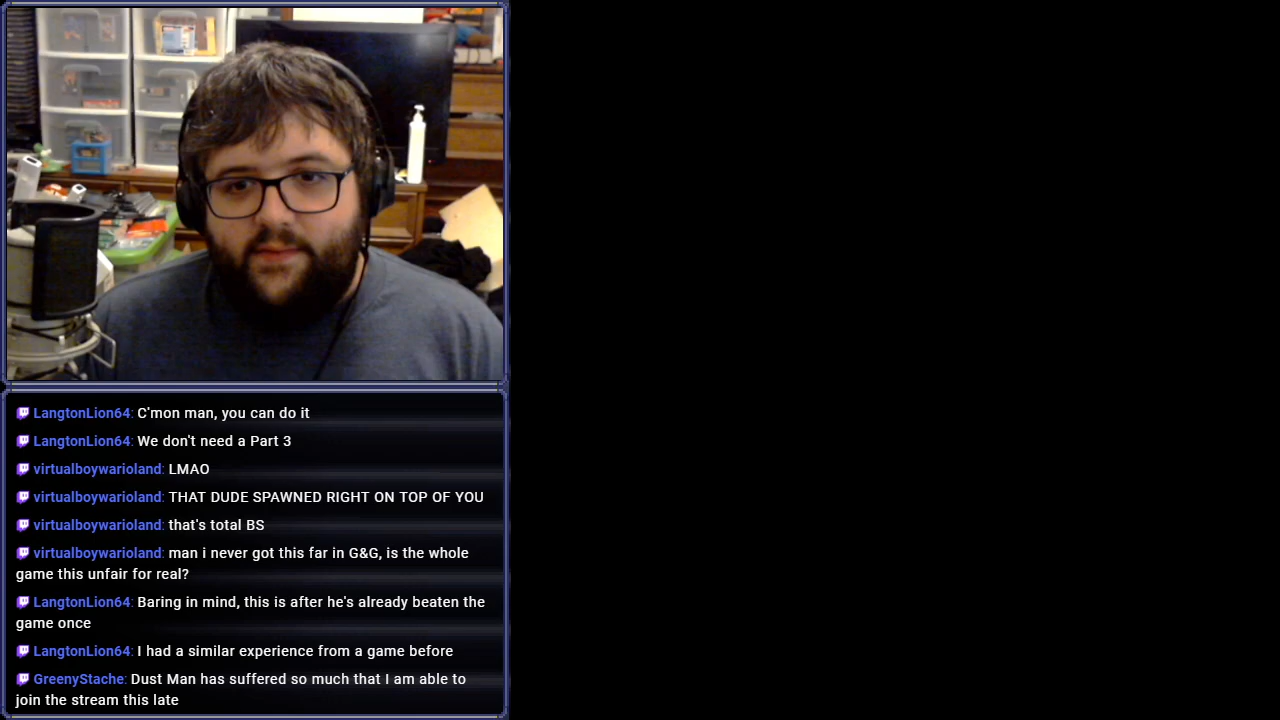 LangtonLion64: C'mon man, you can do it
LangtonLion64: We don't need a Part 3
virtualboywarioland: LMAO
virtualboywarioland: THAT DUDE SPAWNED RIGHT ON TOP OF YOU
virtualboywarioland: that's total BS
virtualboywarioland: man i never got this far in G&G, is the whole
game this unfair for real?
LangtonLion64: Baring in mind, this is after he's already beaten the
game once
LangtonLion64: I had a similar experience from a game before
GreenyStache: Dust Man has suffered so much that I am able to
join the stream this late